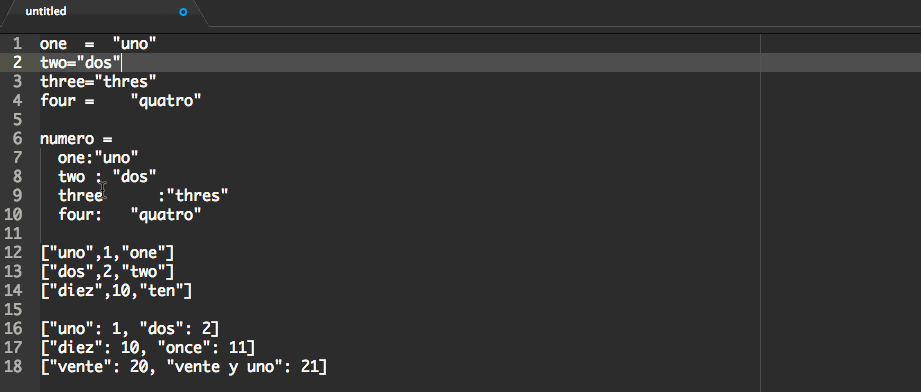 untitled
1 one  =  "uno"
2 two="dos"
3 three="thres"
4 four =    "quatro"
5
6 numero =
7   one:"uno"
8   two : "dos"
9   three      :"thres"
10   four:   "quatro"
11
12 ["uno",1,"one"]
13 ["dos",2,"two"]
14 ["diez",10,"ten"]
15
16 ["uno": 1, "dos": 2]
17 ["diez": 10, "once": 11]
18 ["vente": 20, "vente y uno": 21]